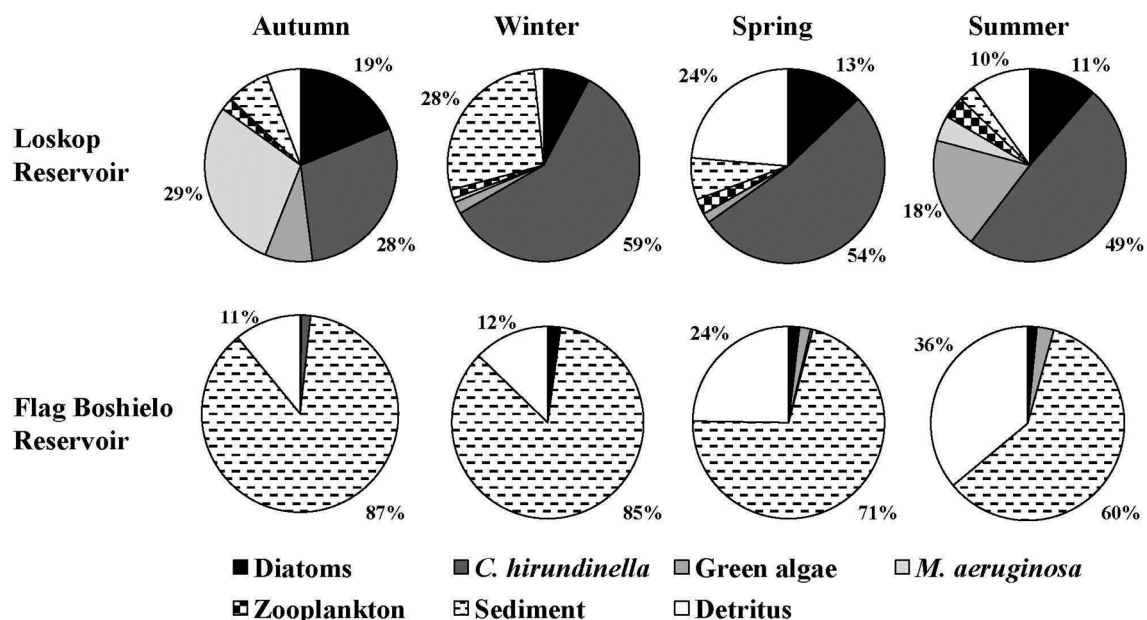 Autumn Winter Spring Summer
19% 13% 10% 11%
28% 24%
Loskop
Reservoir
29% 18%
28% 59% 54% 49%
11% 12% 24% 36%
Flag Boshielo
Reservoir
87% 85% 71% 60%
Diatoms C. hirundinella Green algae M. aeruginosa
Zooplankton Sediment Detritus